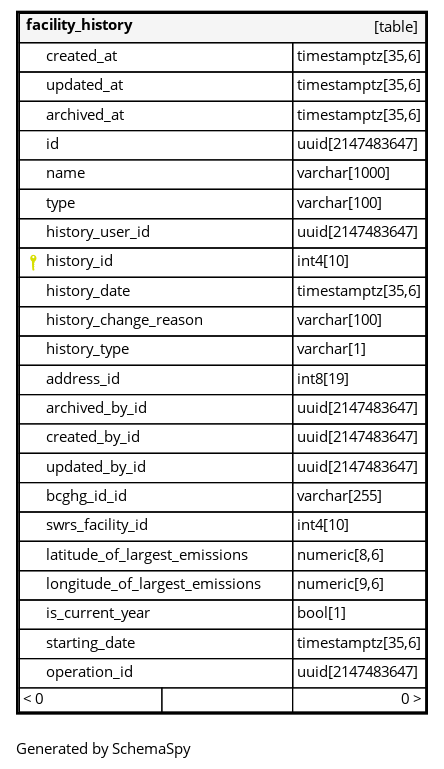 facility_history [table]
created_at timestamptz[35,6]
updated_at timestamptz[35,6]
archived_at timestamptz[35,6]
id uuid[2147483647]
name varchar[1000]
type varchar[100]
history_user_id uuid[2147483647]
history_id int4[10]
history_date timestamptz[35,6]
history_change_reason varchar[100]
history_type varchar[1]
address_id int8[19]
archived_by_id uuid[2147483647]
created_by_id uuid[2147483647]
updated_by_id uuid[2147483647]
bcghg_id_id varchar[255]
swrs_facility_id int4[10]
latitude_of_largest_emissions numeric[8,6]
longitude_of_largest_emissions numeric[9,6]
is_current_year bool[1]
starting_date timestamptz[35,6]
operation_id uuid[2147483647]
< 0 0 >
Generated by SchemaSpy